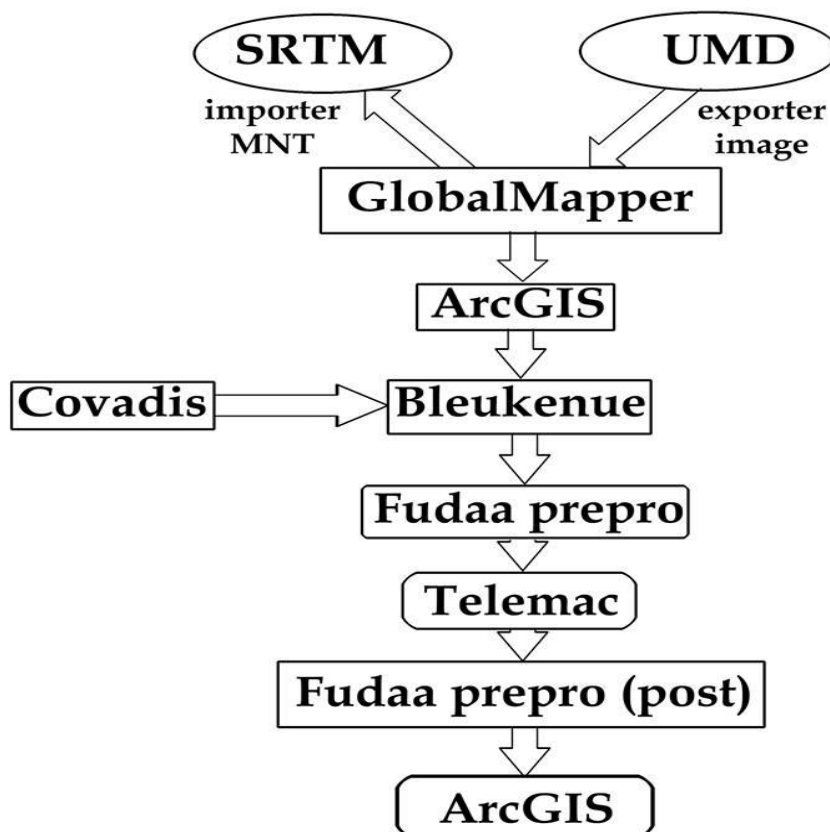 SRTM
UMD
importer
MNT
exporter
image
GlobalMapper
ArcGIS
Covadis
Bleukenue
Fudaa prepro
Telemac
Fudaa prepro (post)
ArcGIS